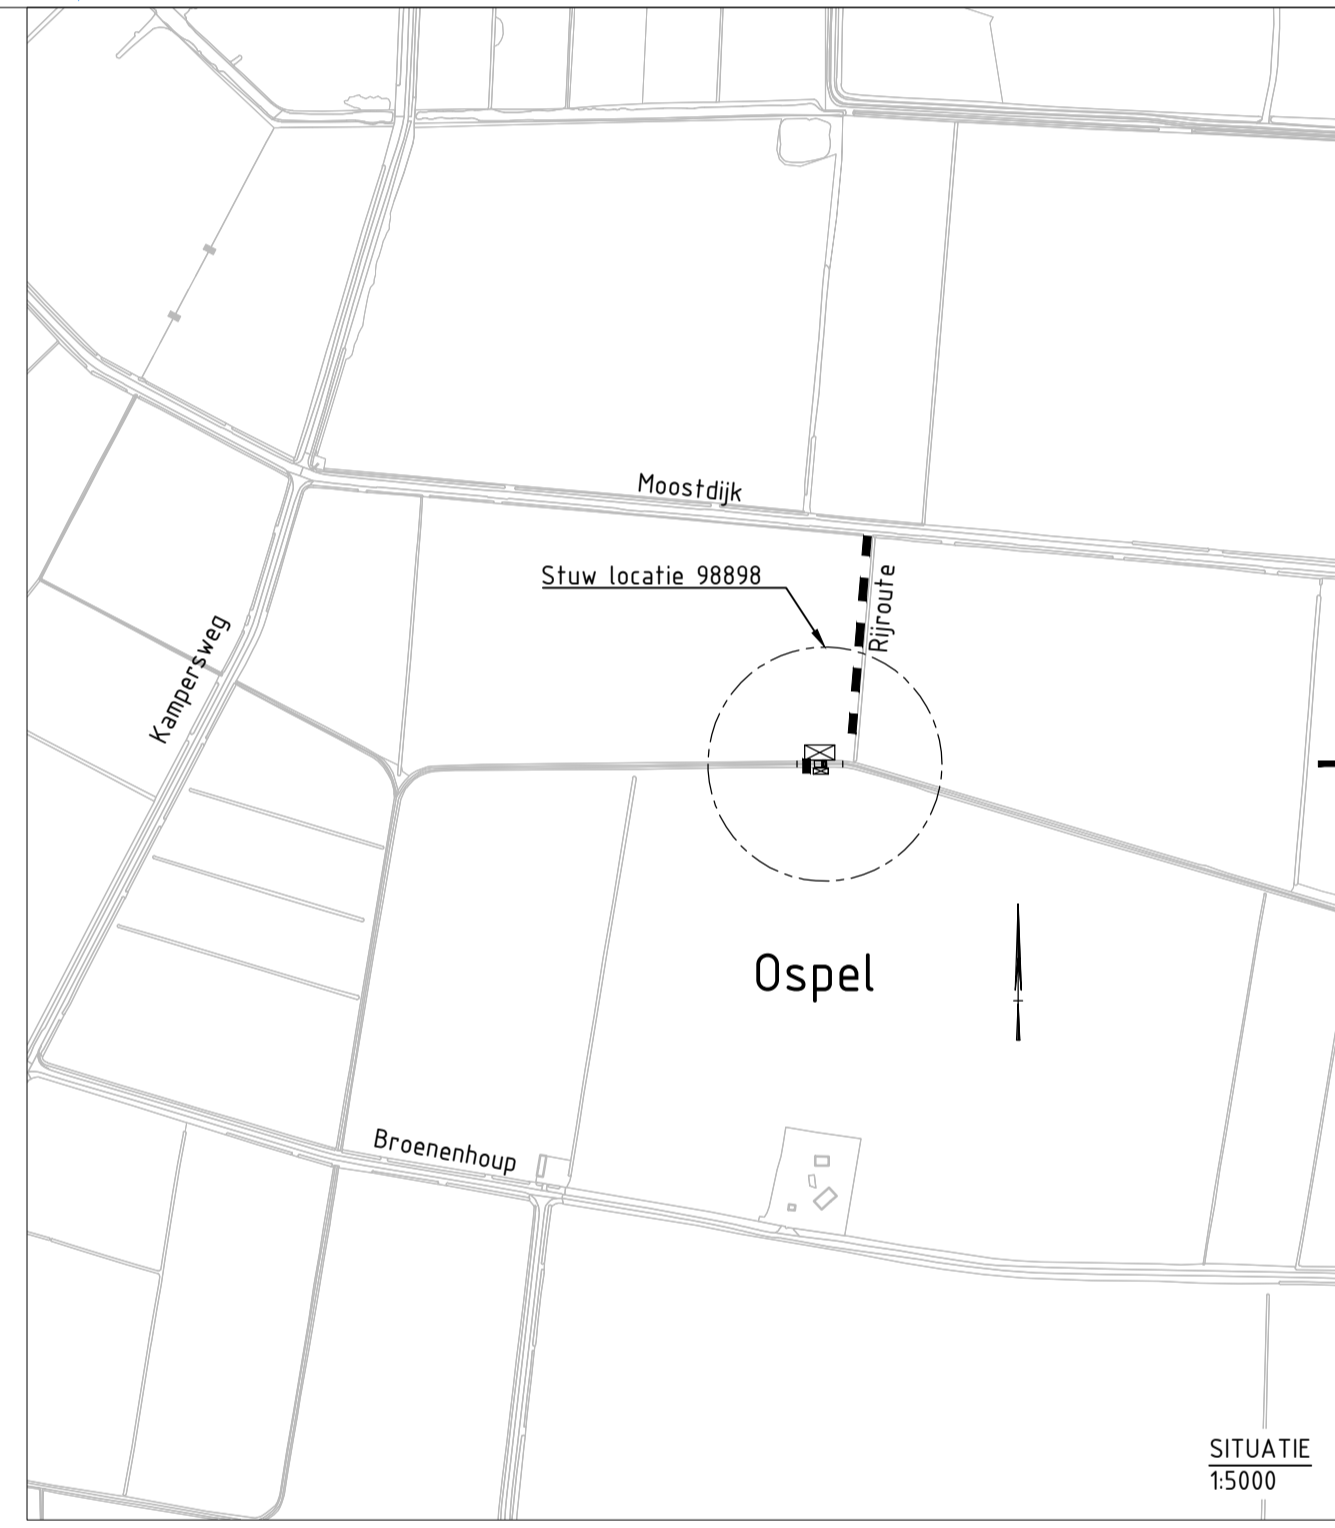 Moostdijk
Stuw locatie 98898
Rijroute
Kampersweg
Ospel
Broenenhoup
SITUATIE
1:5000